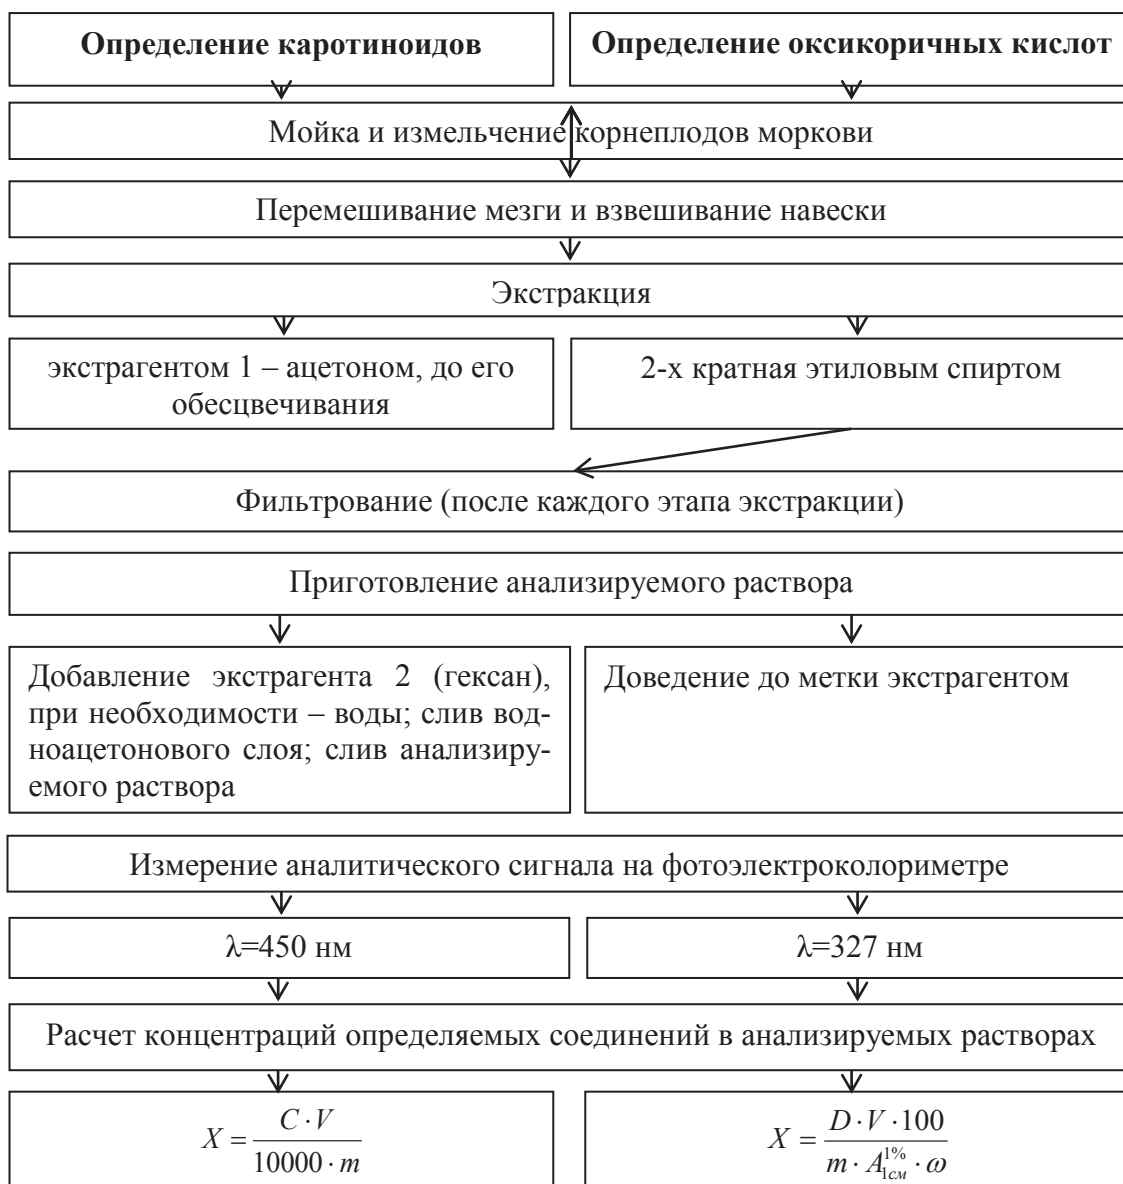 Определение каротиноидов
Определение оксикоричных кислот
Мойка и измельчение корнеплодов моркови
Перемешивание мезги и взвешивание навески
Экстракция
экстрагентом 1 – ацетоном, до его
обесцвечивания
2-х кратная этиловым спиртом
Фильтрование (после каждого этапа экстракции)
Приготовление анализируемого раствора
Добавление экстрагента 2 (гексан),
при необходимости – воды; слив вод-
ноацетонового слоя; слив анализиру-
емого раствора
Доведение до метки экстрагентом
Измерение аналитического сигнала на фотоэлектроколориметре
λ=450 нм
λ=327 нм
Расчет концентраций определяемых соединений в анализируемых растворах
X = C · V / 10000 · m
X = D · V · 100 / m · A 1% 1см · ω